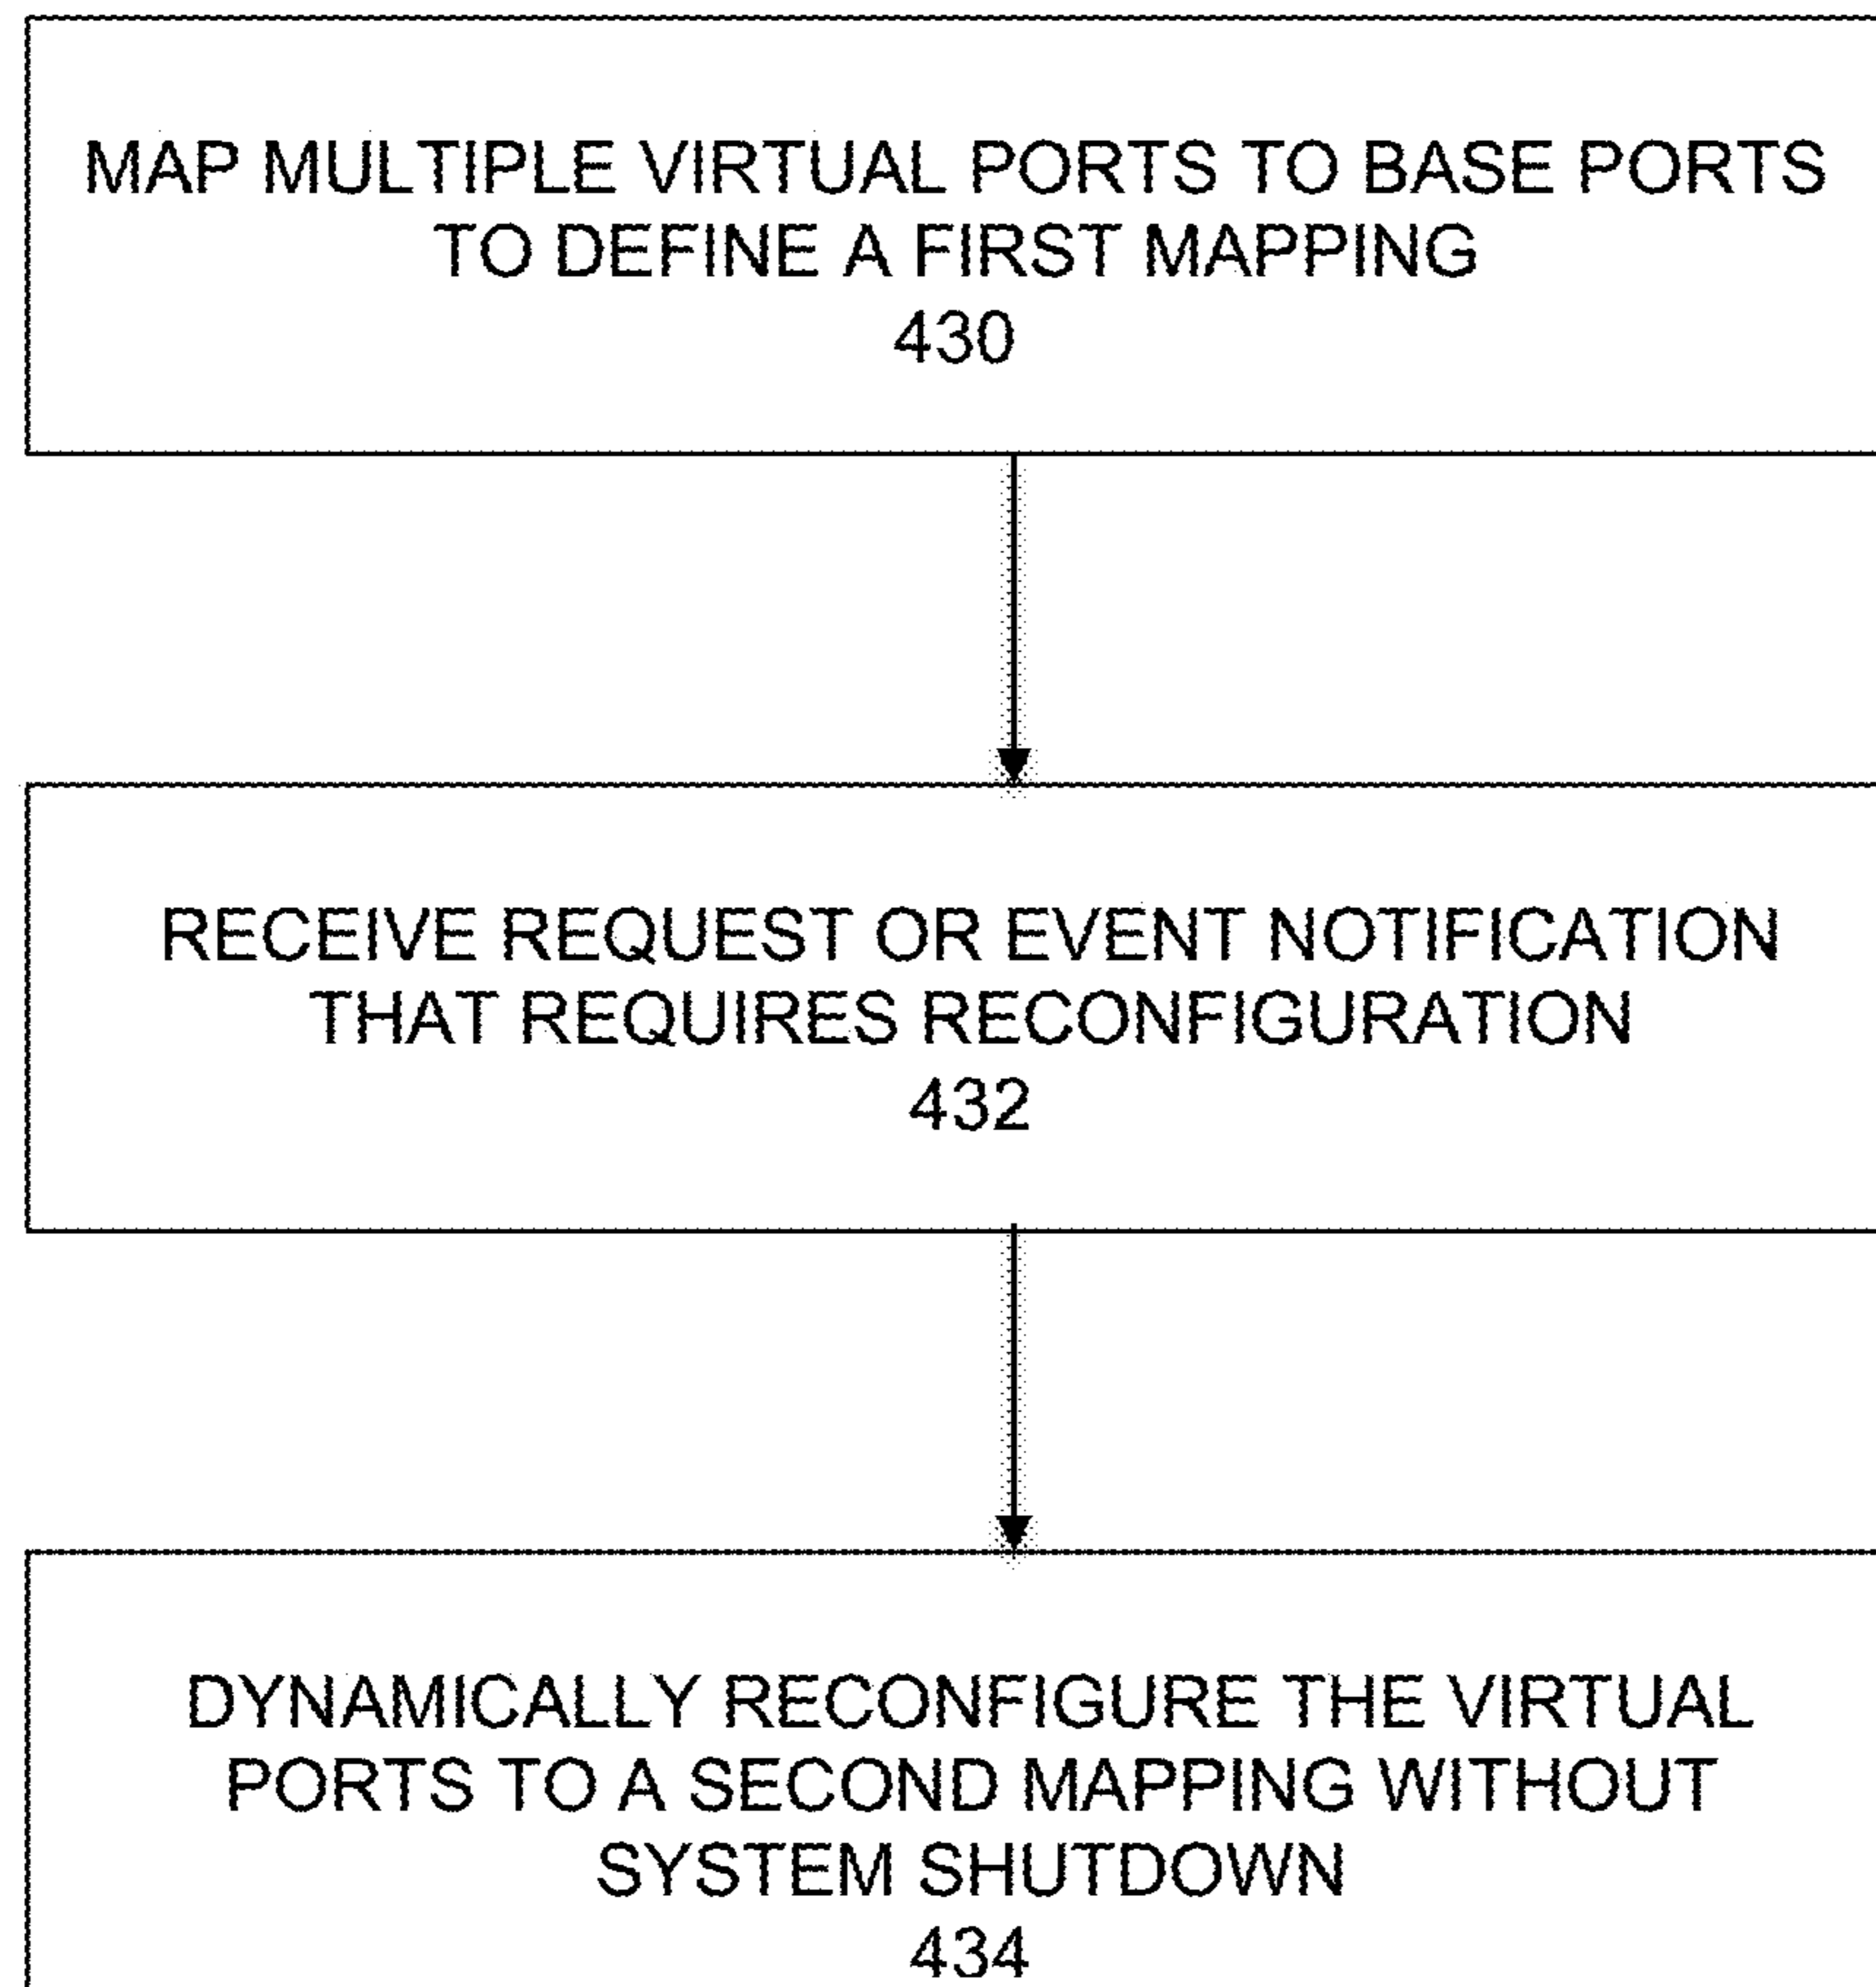 MAP MULTIPLE VIRTUAL PORTS TO BASE PORTS
TO DEFINE A FIRST MAPPING
430
RECEIVE REQUEST OR EVENT NOTIFICATION
THAT REQUIRES RECONFIGURATION
432
DYNAMICALLY RECONFIGURE THE VIRTUAL
PORTS TO A SECOND MAPPING WITHOUT
SYSTEM SHUTDOWN
434